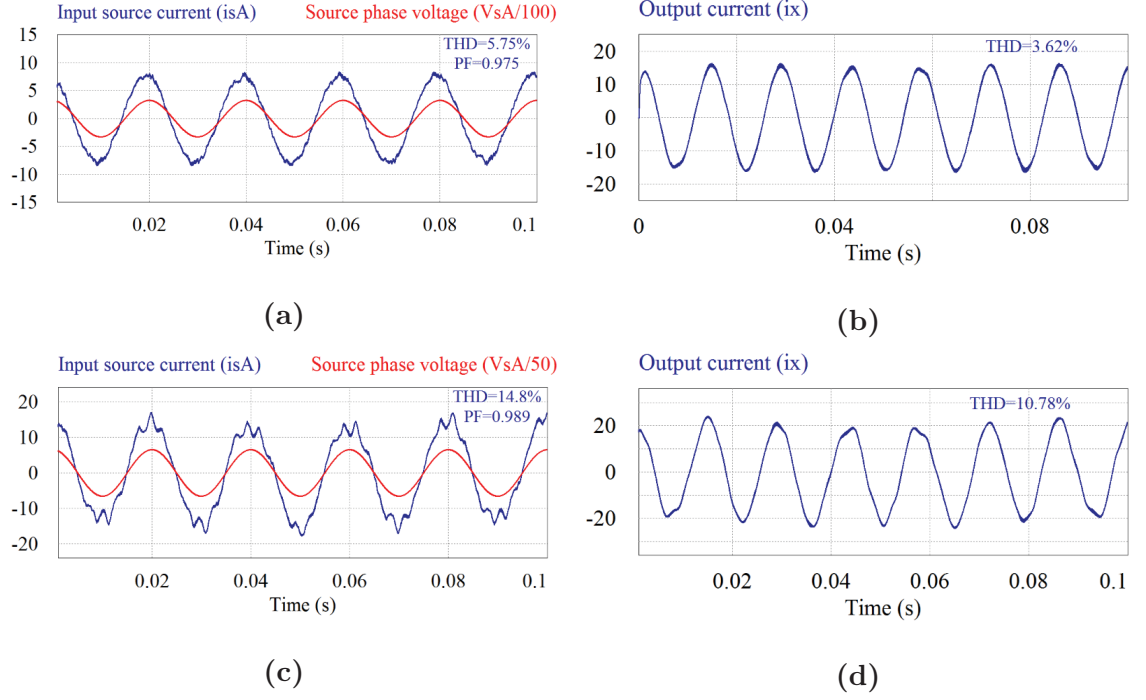 Input source current (isA) Source phase voltage (VsA/100)
THD=5.75%
PF=0.975
15
10
5
0
-5
-10
15
0.02 0.04 0.06 0.08 0.1
Time (s)
(a)
Output current (ix)
THD=3.62%
20
10
0
-10
-20
0 0.04 0.08
Time (s)
(b)
Input source current (isA) Source phase voltage (VsA/50)
THD=14.8%
PF=0.989
20
10
0
-10
-20
0.02 0.04 0.06 0.08 0.1
Time (s)
(c)
Output current (ix)
THD=10.78%
20
0
-20
0.02 0.04 0.06 0.08 0.1
Time (s)
(d)